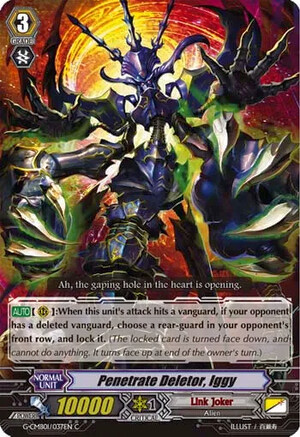 3
GRADE
Ah, the gaping hole in the heart is opening.
AUTO [ ]:When this unit's attack hits a vanguard, if your opponent
has a deleted vanguard, choose a rear-guard in your opponent's
front row, and lock it. (The locked card is turned face down, and
cannot do anything. It turns face up at end of the owner's turn.)
NORMAL
UNIT
Penetrate Deletor, Iggy
POWER
10000
1
CRITICAL
Link Joker
Alien
G-CMB01/037EN C
ILLUST